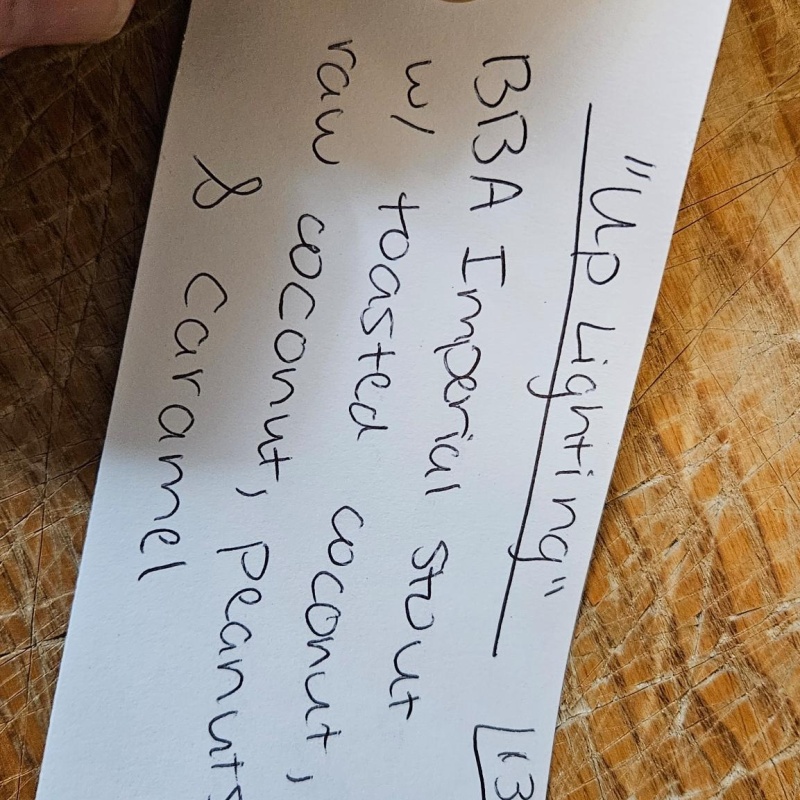 "Up Lighting"
BBA Imperial Stout
w/ toasted coconut,
raw coconut, peanuts
& caramel